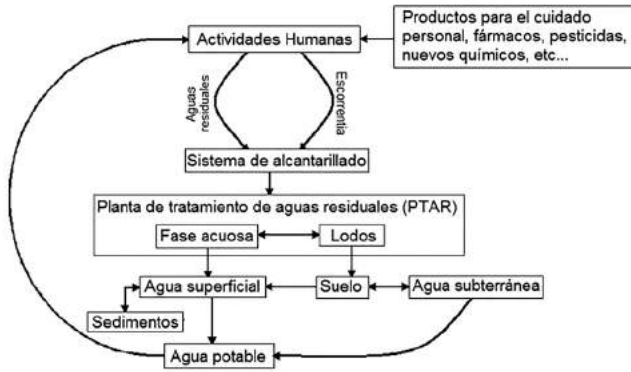 Productos para el cuidado
personal, fármacos, pesticidas,
nuevos químicos, etc...
Actividades Humanas
Aguas
residuales
Escorrentia
Sistema de alcantarillado
Planta de tratamiento de aguas residuales (PTAR)
Fase acuosa
Lodos
Agua superficial
Suelo
Agua subterránea
Sedimentos
Agua potable